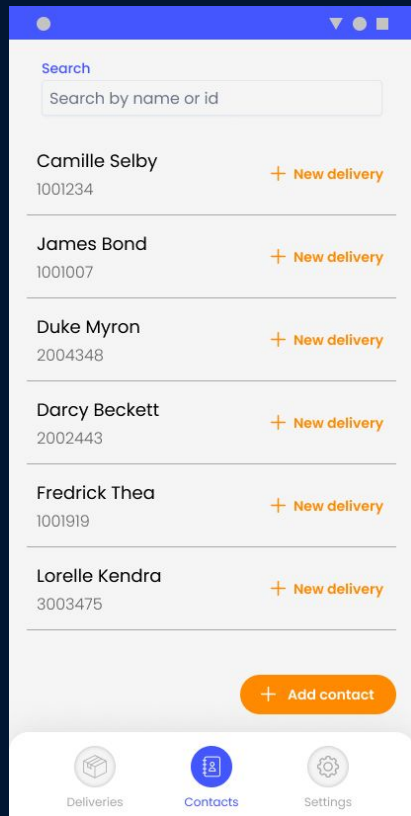 Search
Search by name or id
Camille Selby
1001234
New delivery
James Bond
1001007
New delivery
Duke Myron
2004348
New delivery
Darcy Beckett
2002443
New delivery
Fredrick Thea
1001919
New delivery
Lorelle Kendra
3003475
New delivery
Add contact
Deliveries
Contacts
Settings